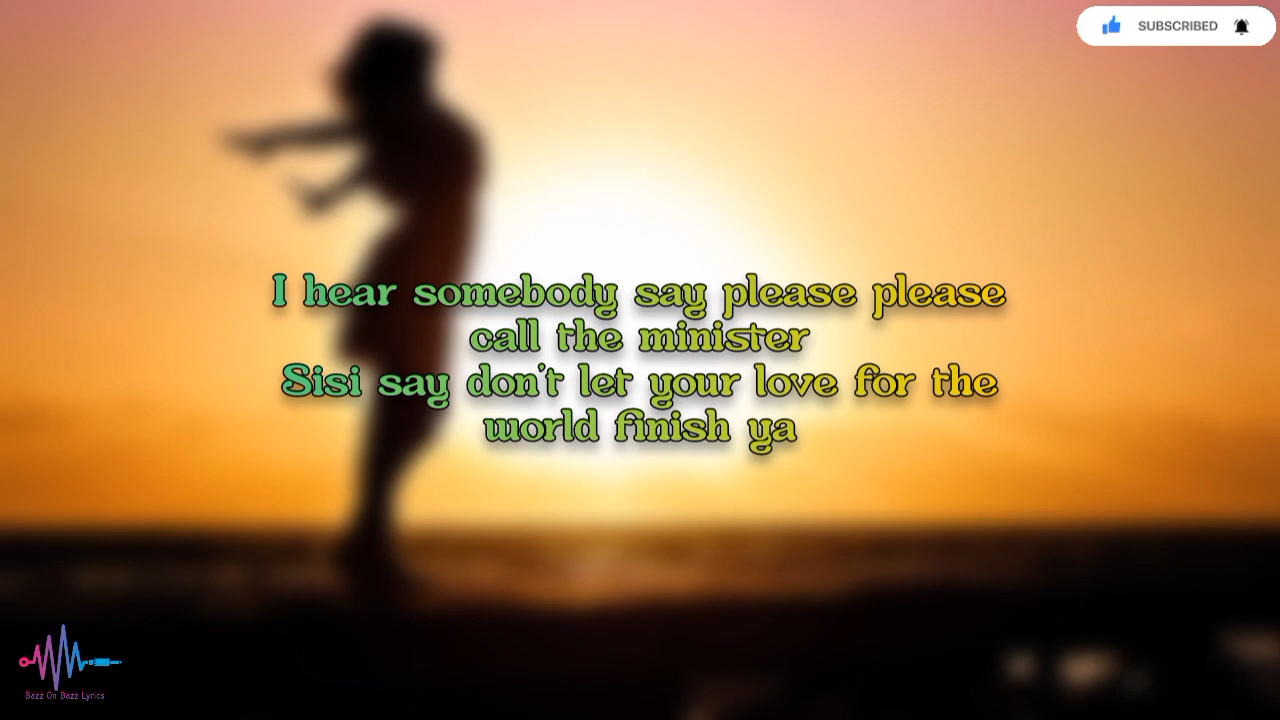 SUBSCRIBED
I hear somebody say please please
call the minister
Sisi say don't let your love for the
world finish ya
Bazz On Bazz Lyrics